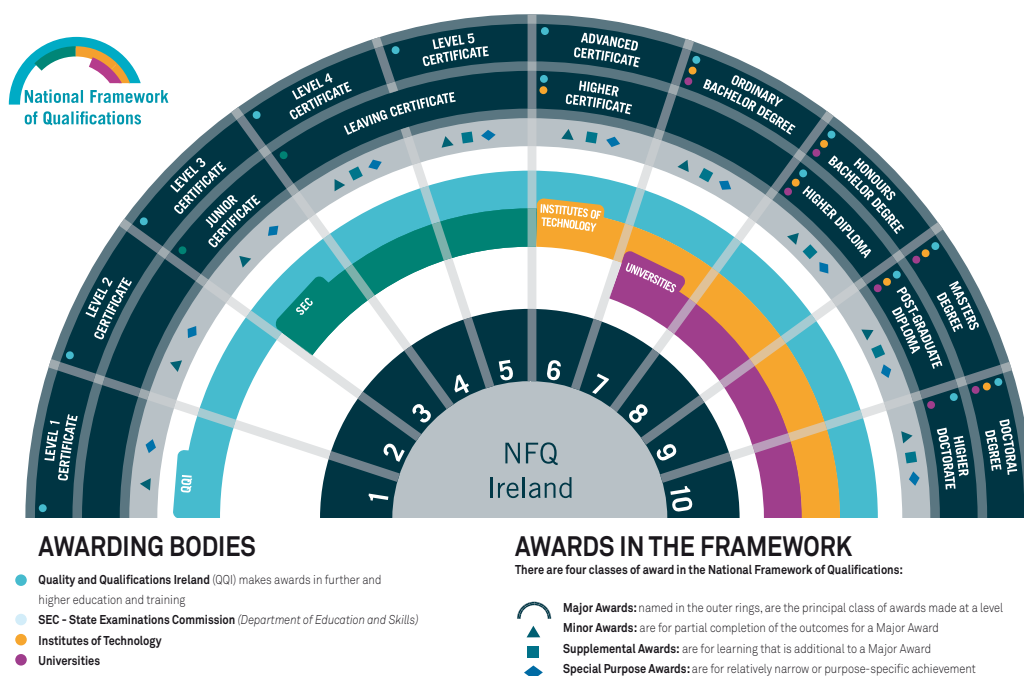 National Framework
of Qualifications
LEVEL 1
CERTIFICATE
LEVEL 2
CERTIFICATE
LEVEL 3
CERTIFICATE
JUNIOR
CERTIFICATE
LEVEL 4
CERTIFICATE
LEAVING CERTIFICATE
LEVEL 5
CERTIFICATE
ADVANCED
CERTIFICATE
HIGHER
CERTIFICATE
ORDINARY
BACHELOR DEGREE
HONOURS
BACHELOR DEGREE
HIGHER DIPLOMA
MASTERS
DEGREE
POST-GRADUATE
DIPLOMA
DOCTORAL
DEGREE
HIGHER
DOCTORATE
QQI
SEC
INSTITUTES OF
TECHNOLOGY
UNIVERSITIES
1
2
3
4
5
6
7
8
9
10
NFQ
Ireland
AWARDING BODIES
Quality and Qualifications Ireland (QQI) makes awards in further and
higher education and training
SEC - State Examinations Commission (Department of Education and Skills)
Institutes of Technology
Universities
AWARDS IN THE FRAMEWORK
There are four classes of award in the National Framework of Qualifications:
Major Awards: named in the outer rings, are the principal class of awards made at a level
Minor Awards: are for partial completion of the outcomes for a Major Award
Supplemental Awards: are for learning that is additional to a Major Award
Special Purpose Awards: are for relatively narrow or purpose-specific achievement